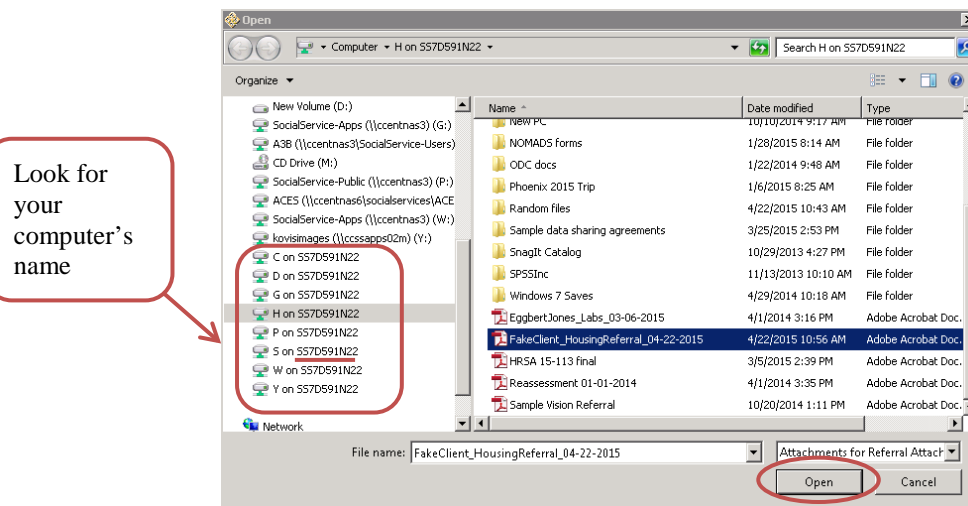 Open
Computer
H on SS7D591N22
Search H on SS7D591N22
Organize
New Volume (D:)
SocialService-Apps (\\ccentnas3) (G:)
A3B (\\ccentnas3\SocialService-Users)
CD Drive (M:)
SocialService-Public (\\ccentnas3) (P:)
ACES (\\ccentnas6\socialservices\ACE
SocialService-Apps (\\ccentnas3) (W:)
kovisimages (\\ccssapps02m) (Y:)
C on SS7D591N22
D on SS7D591N22
G on SS7D591N22
H on SS7D591N22
P on SS7D591N22
S on SS7D591N22
W on SS7D591N22
Y on SS7D591N22
Network
Look for
your
computer’s
name
Name Date modified Type
New PC 10/10/2014 9:17 AM File folder
NOMADS forms 1/28/2015 8:14 AM File folder
ODC docs 1/22/2014 9:48 AM File folder
Phoenix 2015 Trip 1/6/2015 8:25 AM File folder
Random files 4/22/2015 10:43 AM File folder
Sample data sharing agreements 3/25/2015 2:53 PM File folder
SnagIt Catalog 10/29/2013 4:27 PM File folder
SPSSInc 11/13/2013 10:10 AM File folder
Windows 7 Saves 4/29/2014 10:18 AM File folder
EggbertJones_Labs_03-06-2015 4/1/2014 3:16 PM Adobe Acrobat Doc.
FakeClient_HousingReferral_04-22-2015 4/22/2015 10:56 AM Adobe Acrobat Doc.
HRSA 15-113 final 3/5/2015 2:39 PM Adobe Acrobat Doc.
Reassessment 01-01-2014 4/1/2014 3:35 PM Adobe Acrobat Doc.
Sample Vision Referral 10/20/2014 1:11 PM Adobe Acrobat Doc.
File name: FakeClient_HousingReferral_04-22-2015
Attachments for Referral Attach
Open Cancel